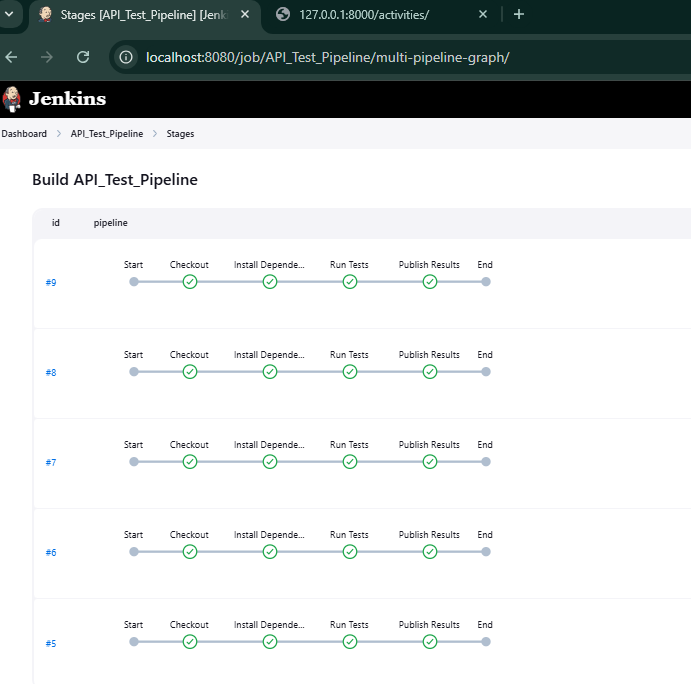 Stages [API_Test_Pipeline] [Jenk
127.0.0.1:8000/activities/
localhost:8080/job/API_Test_Pipeline/multi-pipeline-graph/
Jenkins
Dashboard > API_Test_Pipeline > Stages
Build API_Test_Pipeline
id pipeline
Start Checkout Install Depende... Run Tests Publish Results End
#9
Start Checkout Install Depende... Run Tests Publish Results End
#8
Start Checkout Install Depende... Run Tests Publish Results End
#7
Start Checkout Install Depende... Run Tests Publish Results End
#6
Start Checkout Install Depende... Run Tests Publish Results End
#5